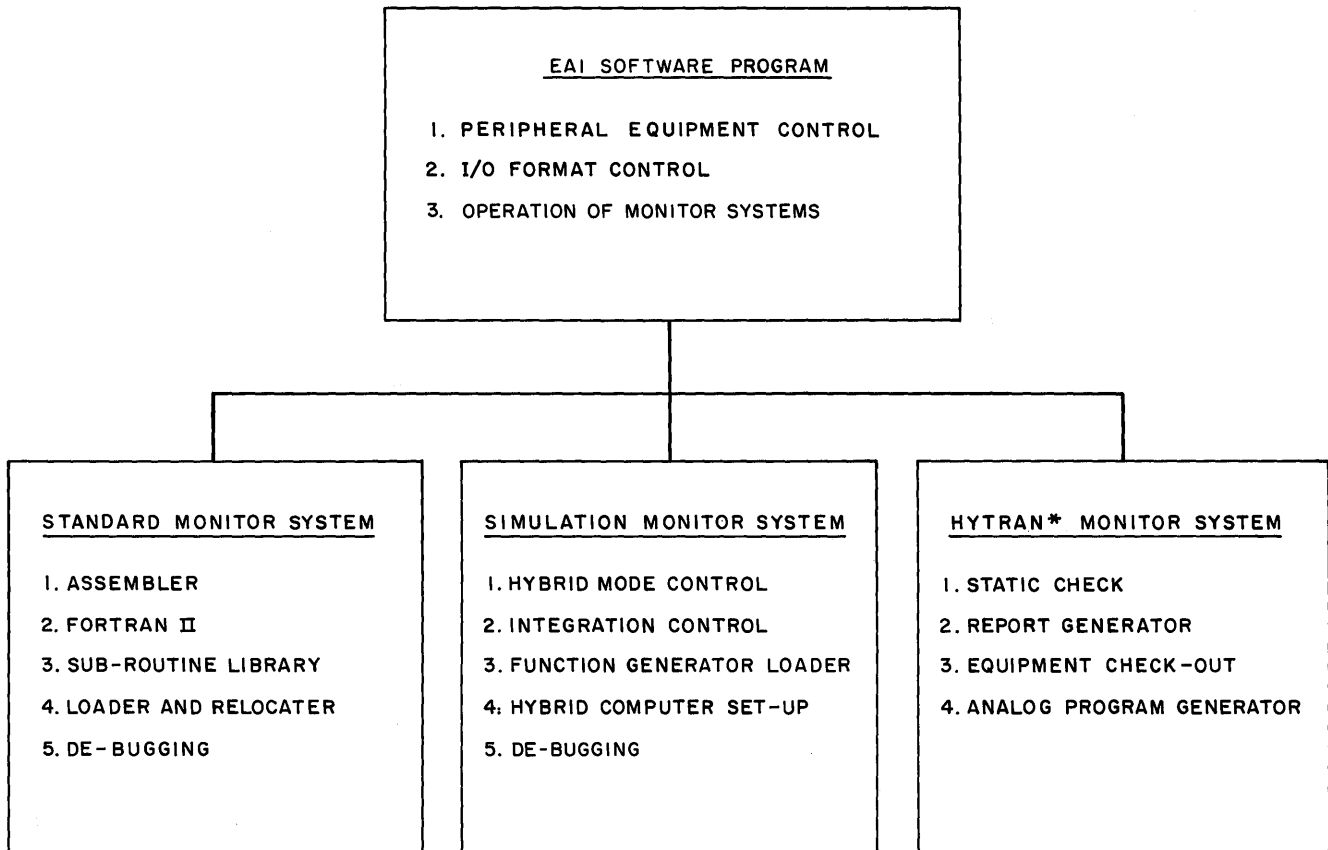 EAI SOFTWARE PROGRAM
1. PERIPHERAL EQUIPMENT CONTROL
2. I/O FORMAT CONTROL
3. OPERATION OF MONITOR SYSTEMS
STANDARD MONITOR SYSTEM
1. ASSEMBLER
2. FORTRAN II
3. SUB-ROUTINE LIBRARY
4. LOADER AND RELOCATER
5. DE-BUGGING
SIMULATION MONITOR SYSTEM
1. HYBRID MODE CONTROL
2. INTEGRATION CONTROL
3. FUNCTION GENERATOR LOADER
4. HYBRID COMPUTER SET-UP
5. DE-BUGGING
HYTRAN* MONITOR SYSTEM
1. STATIC CHECK
2. REPORT GENERATOR
3. EQUIPMENT CHECK-OUT
4. ANALOG PROGRAM GENERATOR